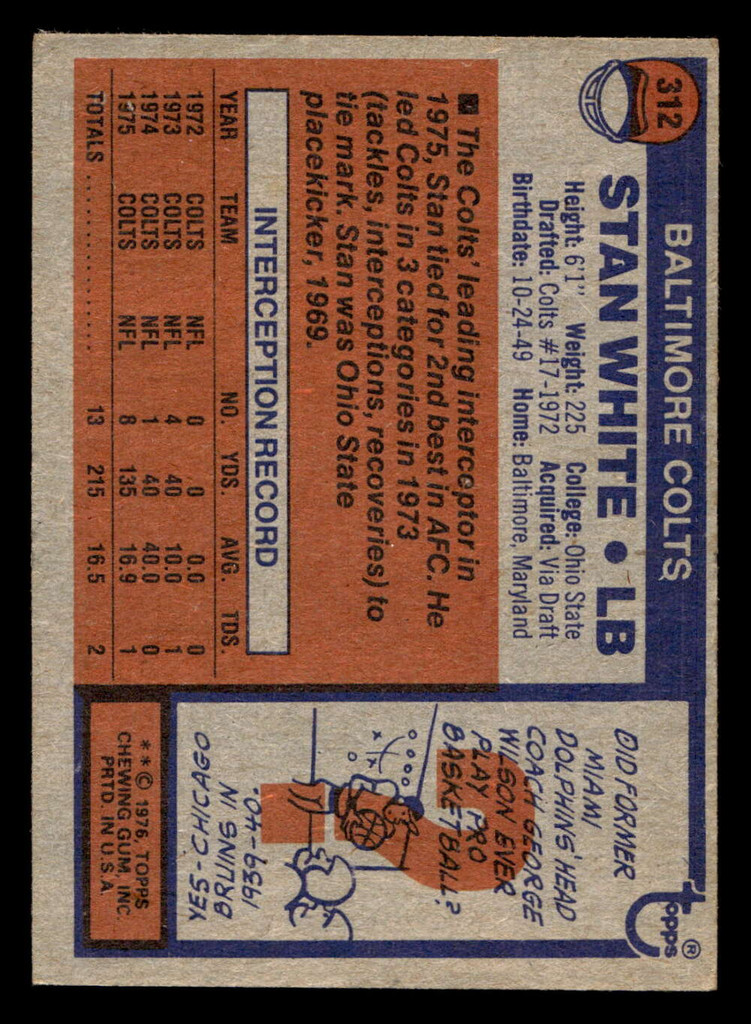 312
BALTIMORE COLTS
STAN WHITE • LB
Height: 6'1" Weight: 225 College: Ohio State
Drafted: Colts #17-1972 Acquired: Via Draft
Birthdate: 10-24-49 Home: Baltimore, Maryland
■ The Colts' leading interceptor in
1975, Stan tied for 2nd best in AFC. He
led Colts in 3 categories in 1973
(tackles, interceptions, recoveries) to
tie mark. Stan was Ohio State
placekicker, 1969.
INTERCEPTION RECORD
YEAR TEAM NO. YDS. AVG. TDS.
1972 COLTS NFL 0 0 0.0 0
1973 COLTS NFL 4 40 10.0 1
1974 COLTS NFL 1 40 40.0 0
1975 COLTS NFL 8 135 16.9 1
TOTALS .................. 13 215 16.5 2
topps®
DID FORMER
MIAMI
DOLPHINS' HEAD
COACH GEORGE
WILSON EVER
PLAY PRO
BASKETBALL?
?
YES-CHICAGO
BRUINS IN
1939-40.
**© 1976, TOPPS
CHEWING GUM, INC.
PRTD. IN U.S.A.